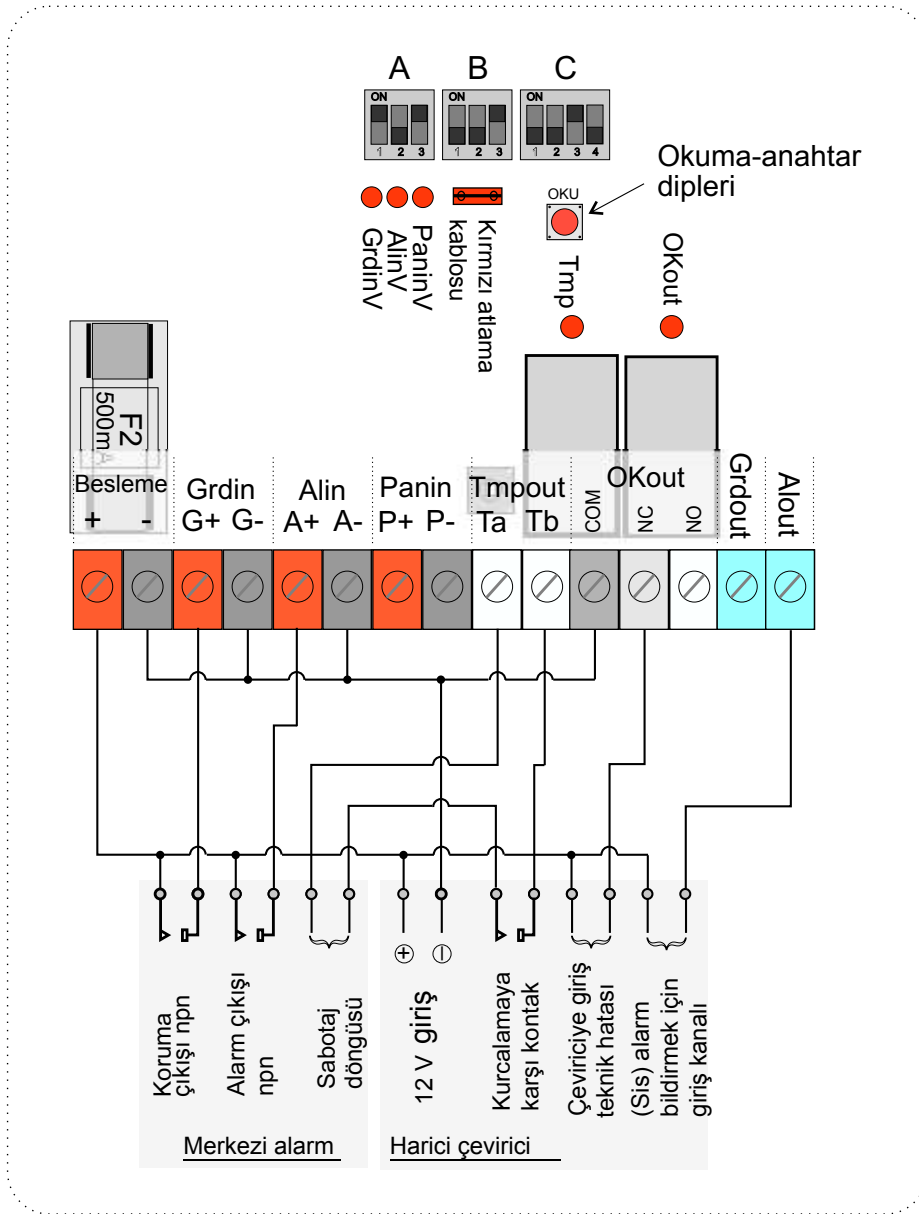 A B C
ON ON ON
1 2 3 1 2 3 1 2 3 4
OKU
Okuma-anahtar
dipleri
GrdinV
AlinV
PaninV
Kırmızı atlama
kablosu
Tmp
OKout
F2
500mA
Besleme
+ -
Grdin
G+ G-
Alin
A+ A-
Panin
P+ P-
Tmpout
Ta Tb
OKout
COM NC NO
Grdout
Alout
Koruma
çıkışı npn
Alarm çıkışı
npn
Sabotaj
döngüsü
+ -
12 V giriş
Kurcalamaya
karşı kontak
Çeviriciye giriş
teknik hatası
(Sis) alarm
bildirmek için
giriş kanalı
Merkezi alarm
Harici çevirici